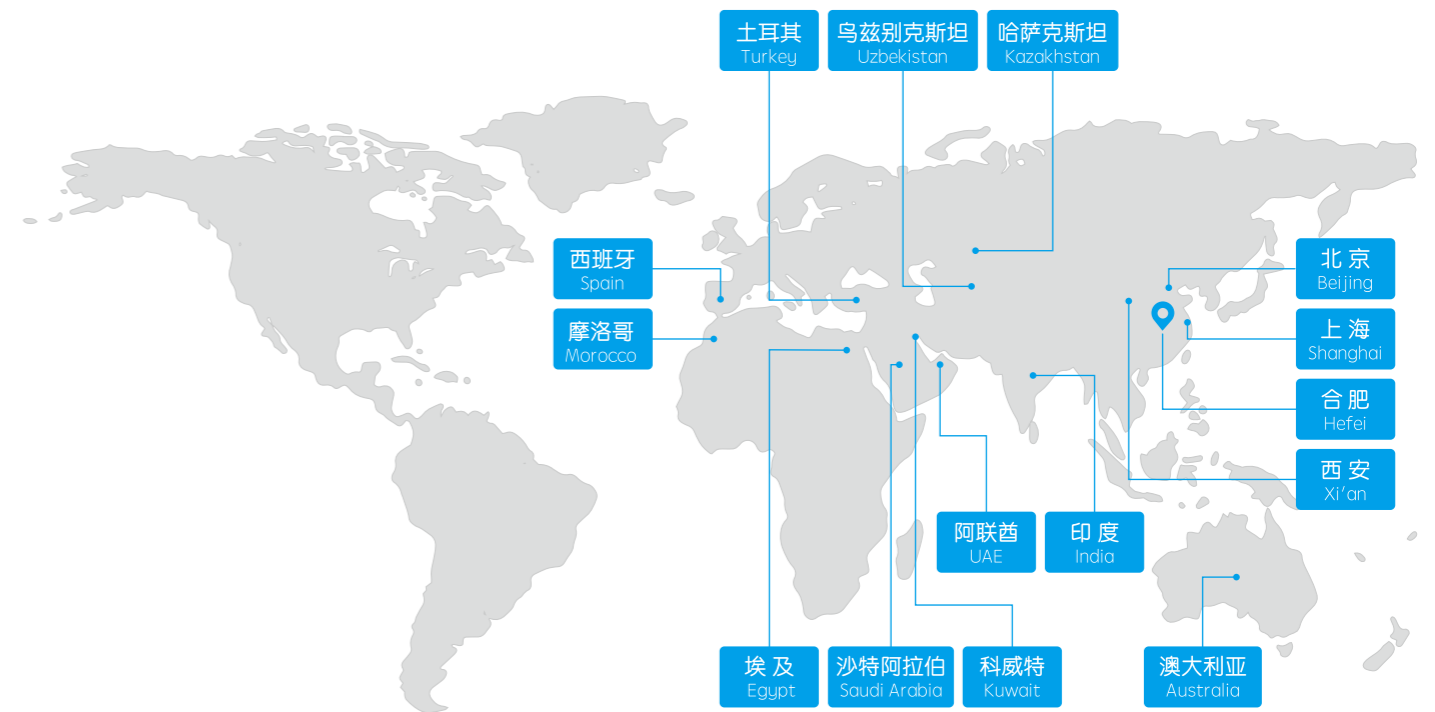 土耳其
Turkey
乌兹别克斯坦
Uzbekistan
哈萨克斯坦
Kazakhstan
西班牙
Spain
摩洛哥
Morocco
北京
Beijing
上海
Shanghai
合肥
Hefei
西安
Xi'an
阿联酋
UAE
印度
India
埃及
Egypt
沙特阿拉伯
Saudi Arabia
科威特
Kuwait
澳大利亚
Australia